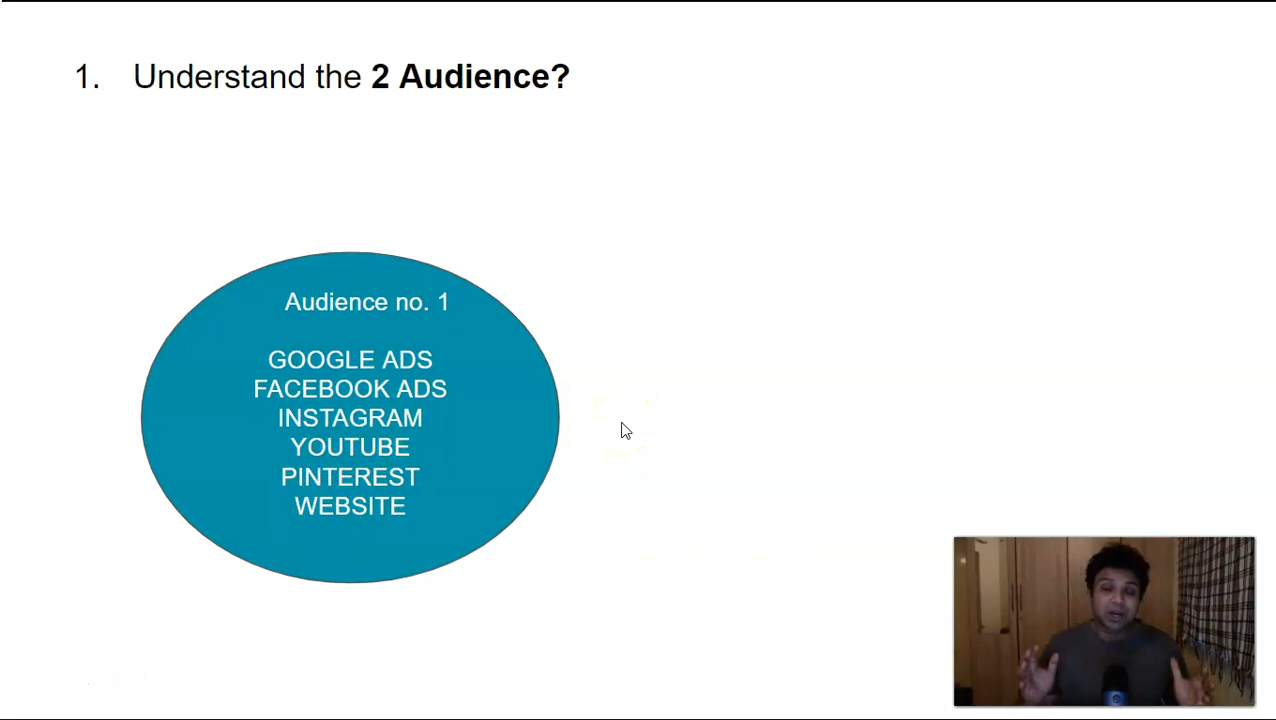 1. Understand the 2 Audience?
Audience no. 1
GOOGLE ADS
FACEBOOK ADS
INSTAGRAM
YOUTUBE
PINTEREST
WEBSITE